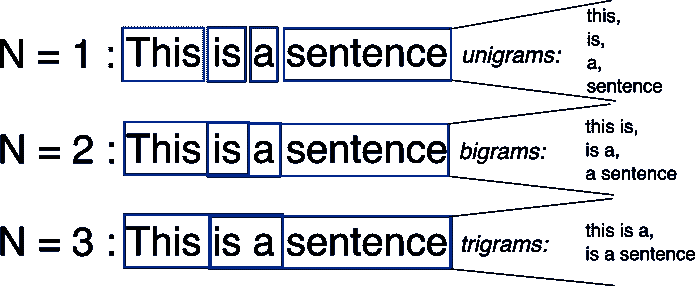 N = 1 : This is a sentence unigrams:
this,
is,
a,
sentence
N = 2 : This is a sentence bigrams:
this is,
is a,
a sentence
N = 3 : This is a sentence trigrams:
this is a,
is a sentence